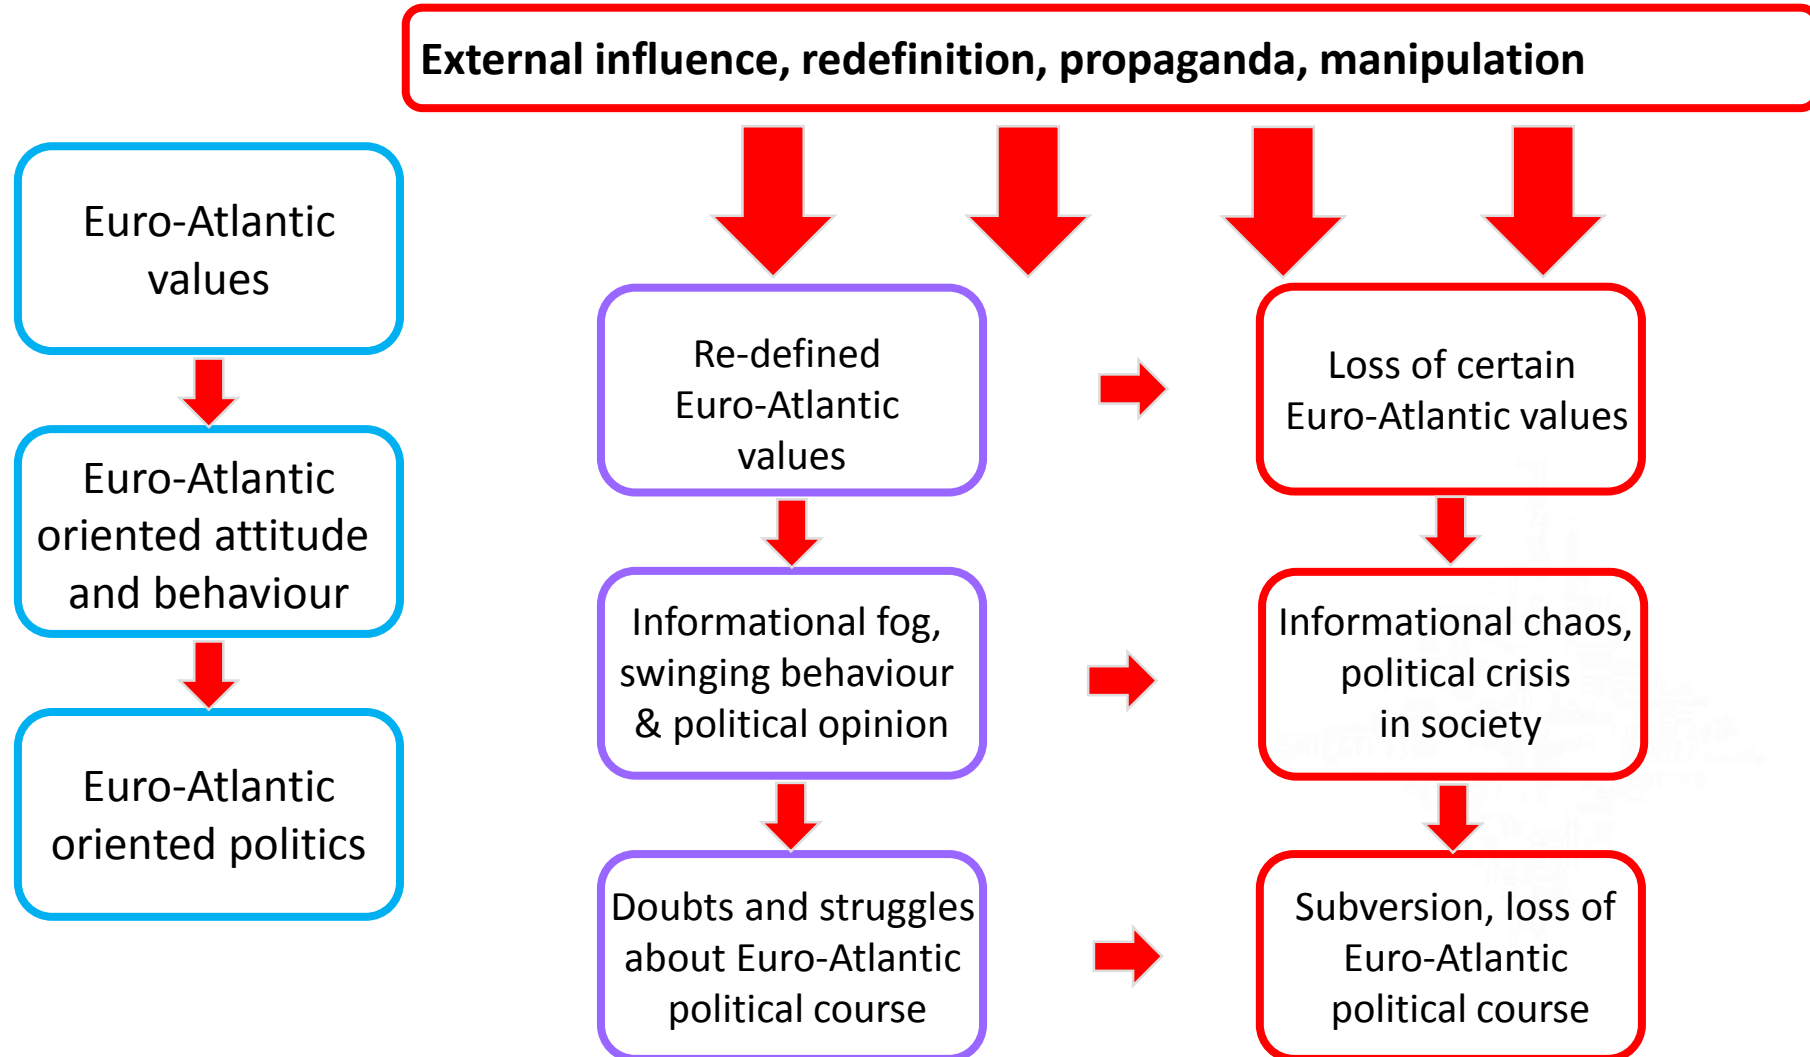 External influence, redefinition, propaganda, manipulation
Euro-Atlantic
values
Euro-Atlantic
oriented attitude
and behaviour
Euro-Atlantic
oriented politics
Re-defined
Euro-Atlantic
values
Informational fog,
swinging behaviour
& political opinion
Doubts and struggles
about Euro-Atlantic
political course
Loss of certain
Euro-Atlantic values
Informational chaos,
political crisis
in society
Subversion, loss of
Euro-Atlantic
political course